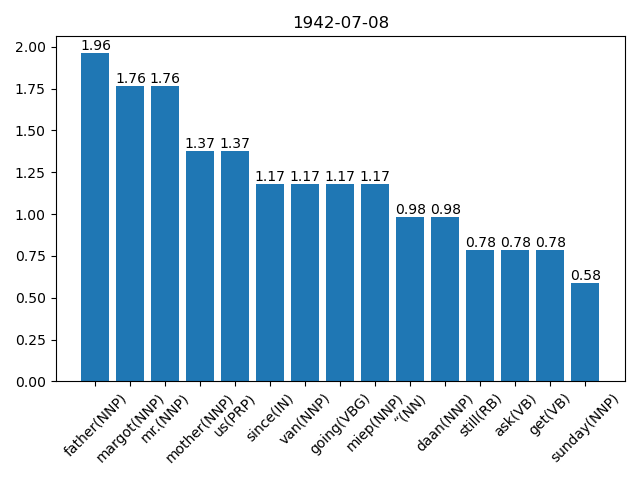 1942-07-08
2.00
1.75
1.50
1.25
1.00
0.75
0.50
0.25
0.00
1.96
1.76
1.76
1.37
1.37
1.17
1.17
1.17
1.17
0.98
0.98
0.78
0.78
0.78
0.58
father(NNP)
margot(NNP)
mr.(NNP)
mother(NNP)
us(PRP)
since(IN)
van(NNP)
going(VBG)
miep(NNP)
“(NN)
daan(NNP)
still(RB)
ask(VB)
get(VB)
sunday(NNP)